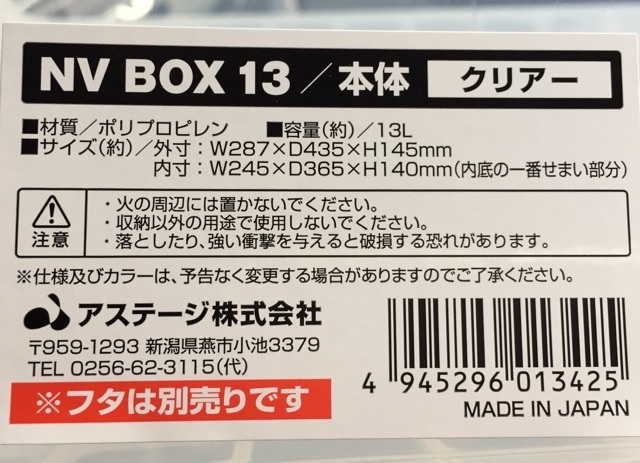 NV BOX 13／本体 クリアー
■材質／ポリプロピレン ■容量(約)／13L
■サイズ(約)／外寸：W287×D435×H145mm
内寸：W245×D365×H140mm(内底の一番せまい部分)
注意
・火の周辺には置かないでください。
・収納以外の用途で使用しないでください。
・落としたり、強い衝撃を与えると破損する恐れがあります。
※仕様及びカラーは、予告なく変更する場合がありますのでご了承ください。
アステージ株式会社
〒959-1293 新潟県燕市小池3379
TEL 0256-62-3115(代)
※フタは別売りです
4 945296 013425
MADE IN JAPAN